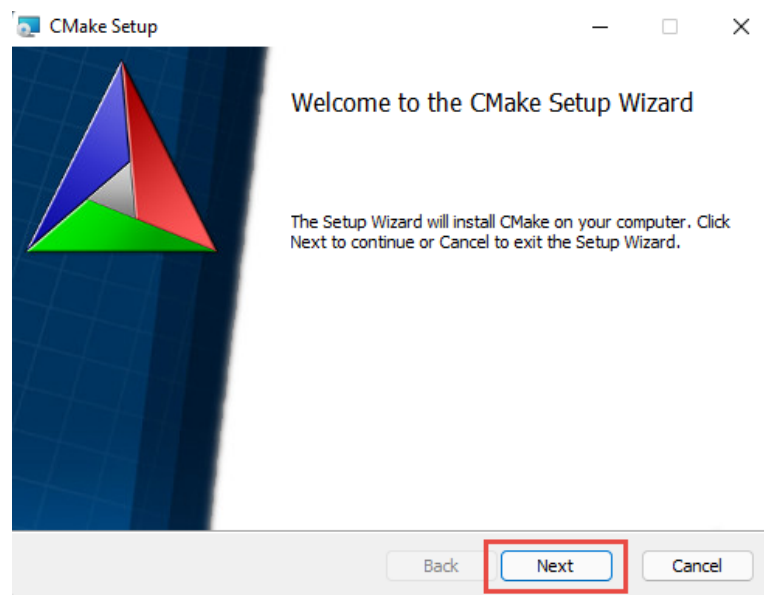 CMake Setup
Welcome to the CMake Setup Wizard
The Setup Wizard will install CMake on your computer. Click
Next to continue or Cancel to exit the Setup Wizard.
Back
Next
Cancel